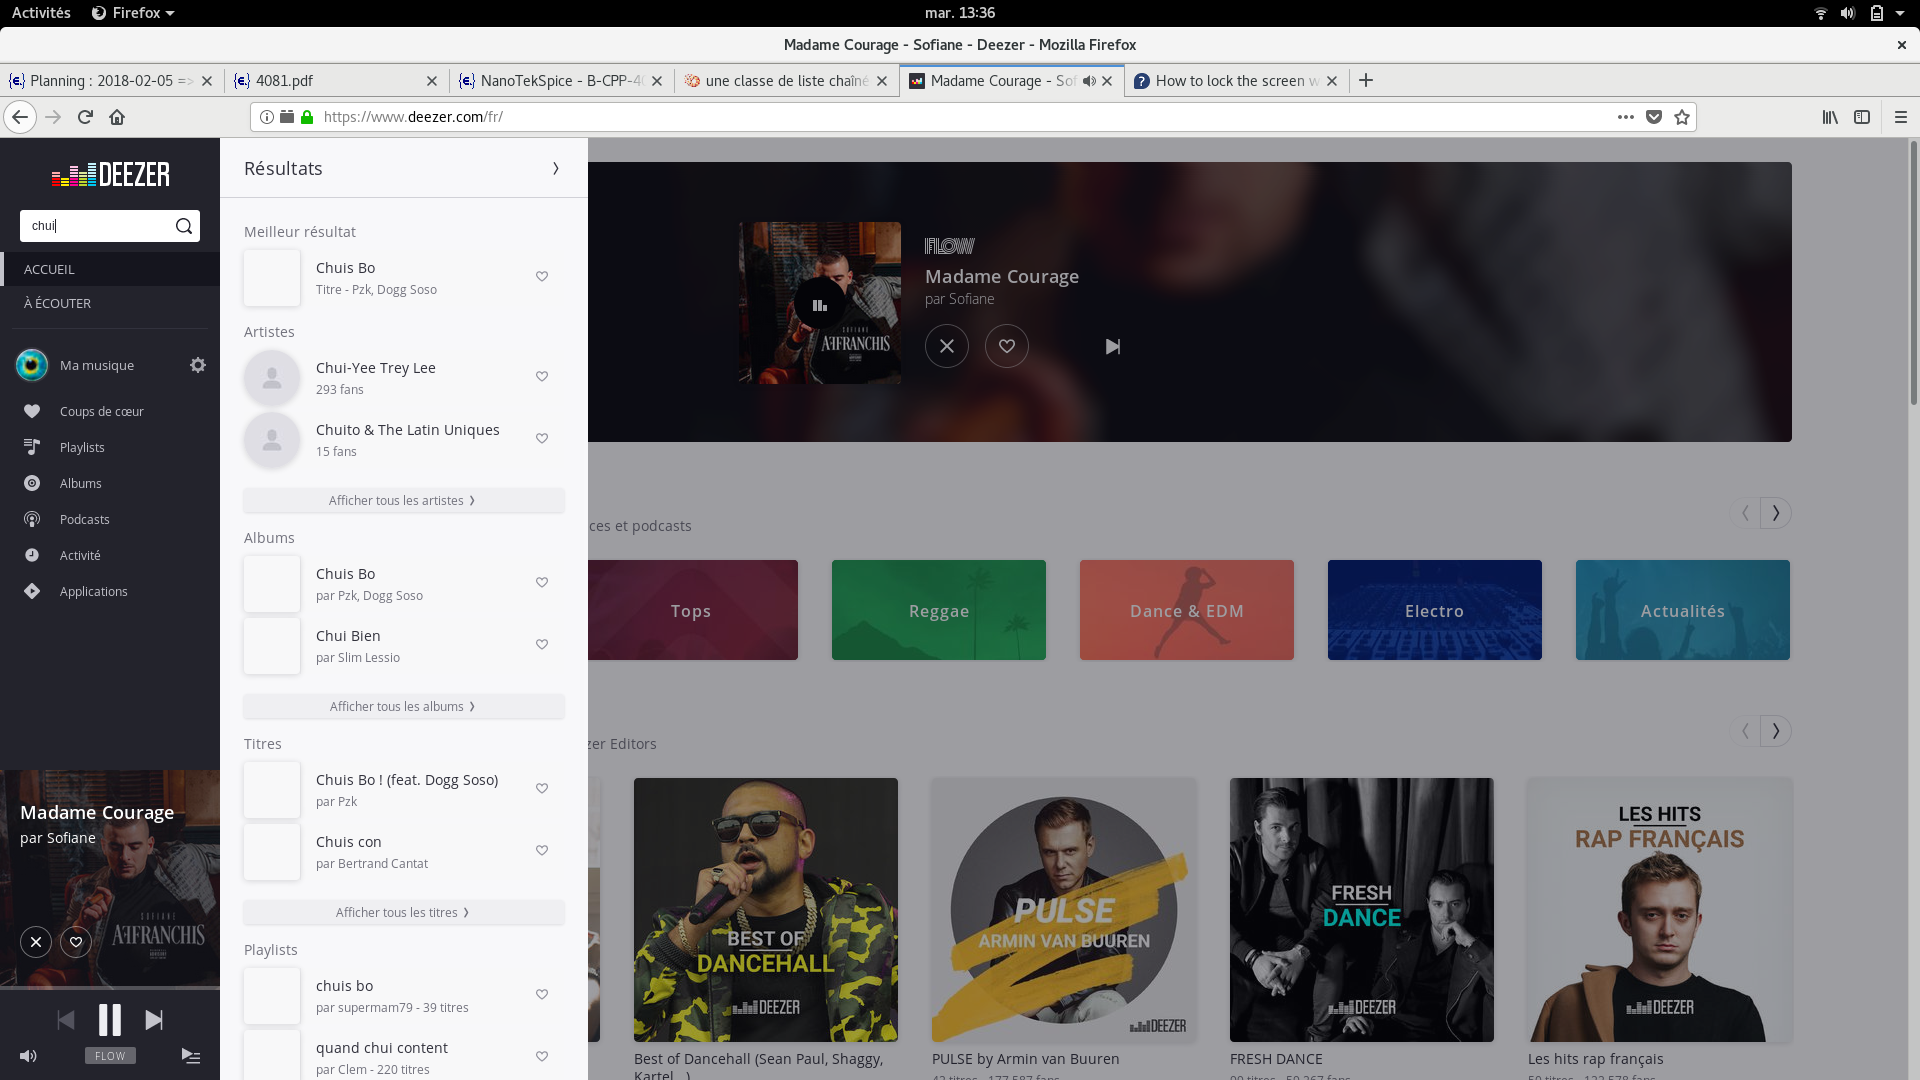 Activités
Firefox
mar. 13:36
Madame Courage - Sofiane - Deezer - Mozilla Firefox
Planning : 2018-02-05 =>
4081.pdf
NanoTekSpice - B-CPP-4
une classe de liste chaîné
Madame Courage - Sof
How to lock the screen w
https://www.deezer.com/fr/
DEEZER
chui
ACCUEIL
À ÉCOUTER
Ma musique
Coups de cœur
Playlists
Albums
Podcasts
Activité
Applications
Madame Courage
par Sofiane
SOFIANE
AFFRANCHIS
FLOW
Résultats
Meilleur résultat
Chuis Bo
Titre - Pzk, Dogg Soso
Artistes
Chui-Yee Trey Lee
293 fans
Chuito & The Latin Uniques
15 fans
Afficher tous les artistes
Albums
Chuis Bo
par Pzk, Dogg Soso
Chui Bien
par Slim Lessio
Afficher tous les albums
Titres
Chuis Bo ! (feat. Dogg Soso)
par Pzk
Chuis con
par Bertrand Cantat
Afficher tous les titres
Playlists
chuis bo
par supermam79 - 39 titres
quand chui content
par Clem - 220 titres
SOFIANE
AFFRANCHIS
FLOW
Madame Courage
par Sofiane
ces et podcasts
Tops
Reggae
Dance & EDM
Electro
Actualités
zer Editors
BEST OF
DANCEHALL
DEEZER
PULSE
ARMIN VAN BUUREN
DEEZER
FRESH
DANCE
DEEZER
LES HITS
RAP FRANÇAIS
DEEZER
Best of Dancehall (Sean Paul, Shaggy,
Kartel...)
PULSE by Armin van Buuren
FRESH DANCE
Les hits rap français